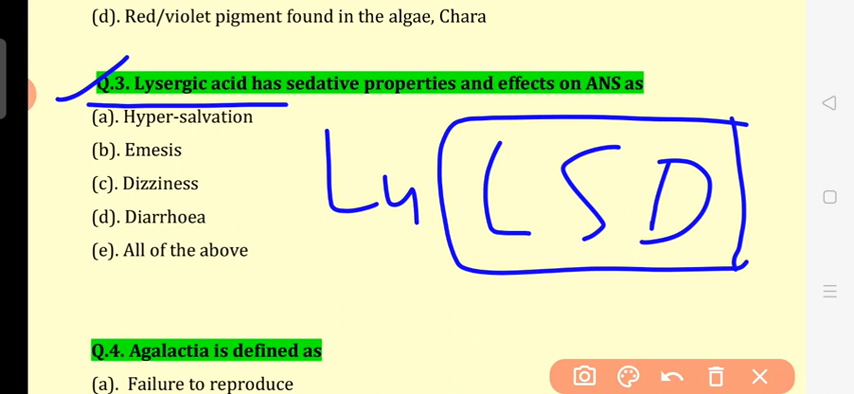 (d). Red/violet pigment found in the algae, Chara
Q.3. Lysergic acid has sedative properties and effects on ANS as
(a). Hyper-salvation
(b). Emesis
(c). Dizziness
(d). Diarrhoea
(e). All of the above
Ly LSD
Q.4. Agalactia is defined as
(a). Failure to reproduce